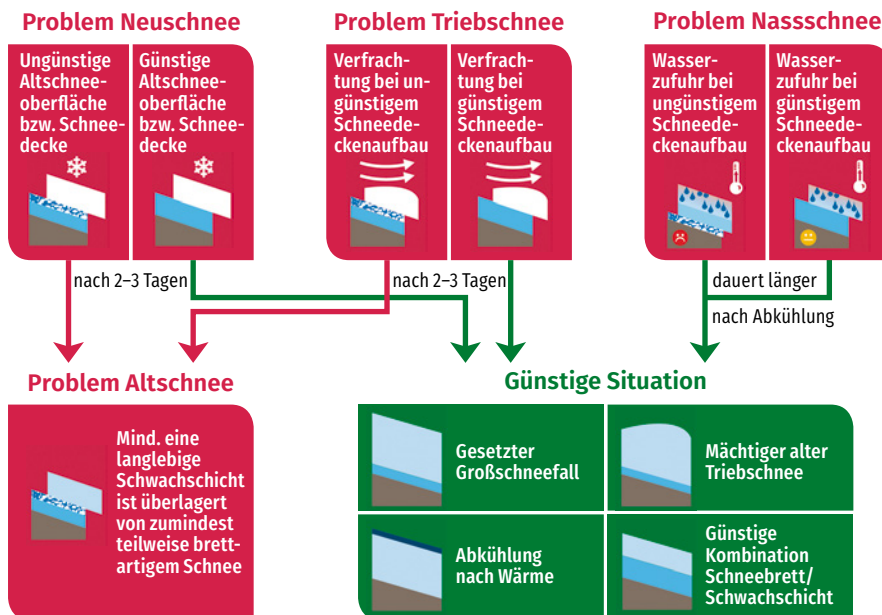 Problem Neuschnee
Ungünstige
Altschnee-
oberfläche
bzw. Schnee-
decke
Günstige
Altschnee-
oberfläche
bzw. Schnee-
decke
Problem Triebschnee
Verfrach-
tung bei un-
günstigem
Schneede-
ckenaufbau
Verfrach-
tung bei
günstigem
Schneede-
ckenaufbau
Problem Nassschnee
Wasser-
zufuhr bei
ungünstigem
Schneede-
ckenaufbau
Wasser-
zufuhr bei
günstigem
Schneede-
ckenaufbau
nach 2–3 Tagen
nach 2–3 Tagen
dauert länger
nach Abkühlung
Problem Altschnee
Mind. eine
langlebige
Schwachschicht
ist überlagert
von zumindest
teilweise brett-
artigem Schnee
Günstige Situation
Gesetzter
Großschneefall
Mächtiger alter
Triebschnee
Abkühlung
nach Wärme
Günstige
Kombination
Schneebrett/
Schwachschicht